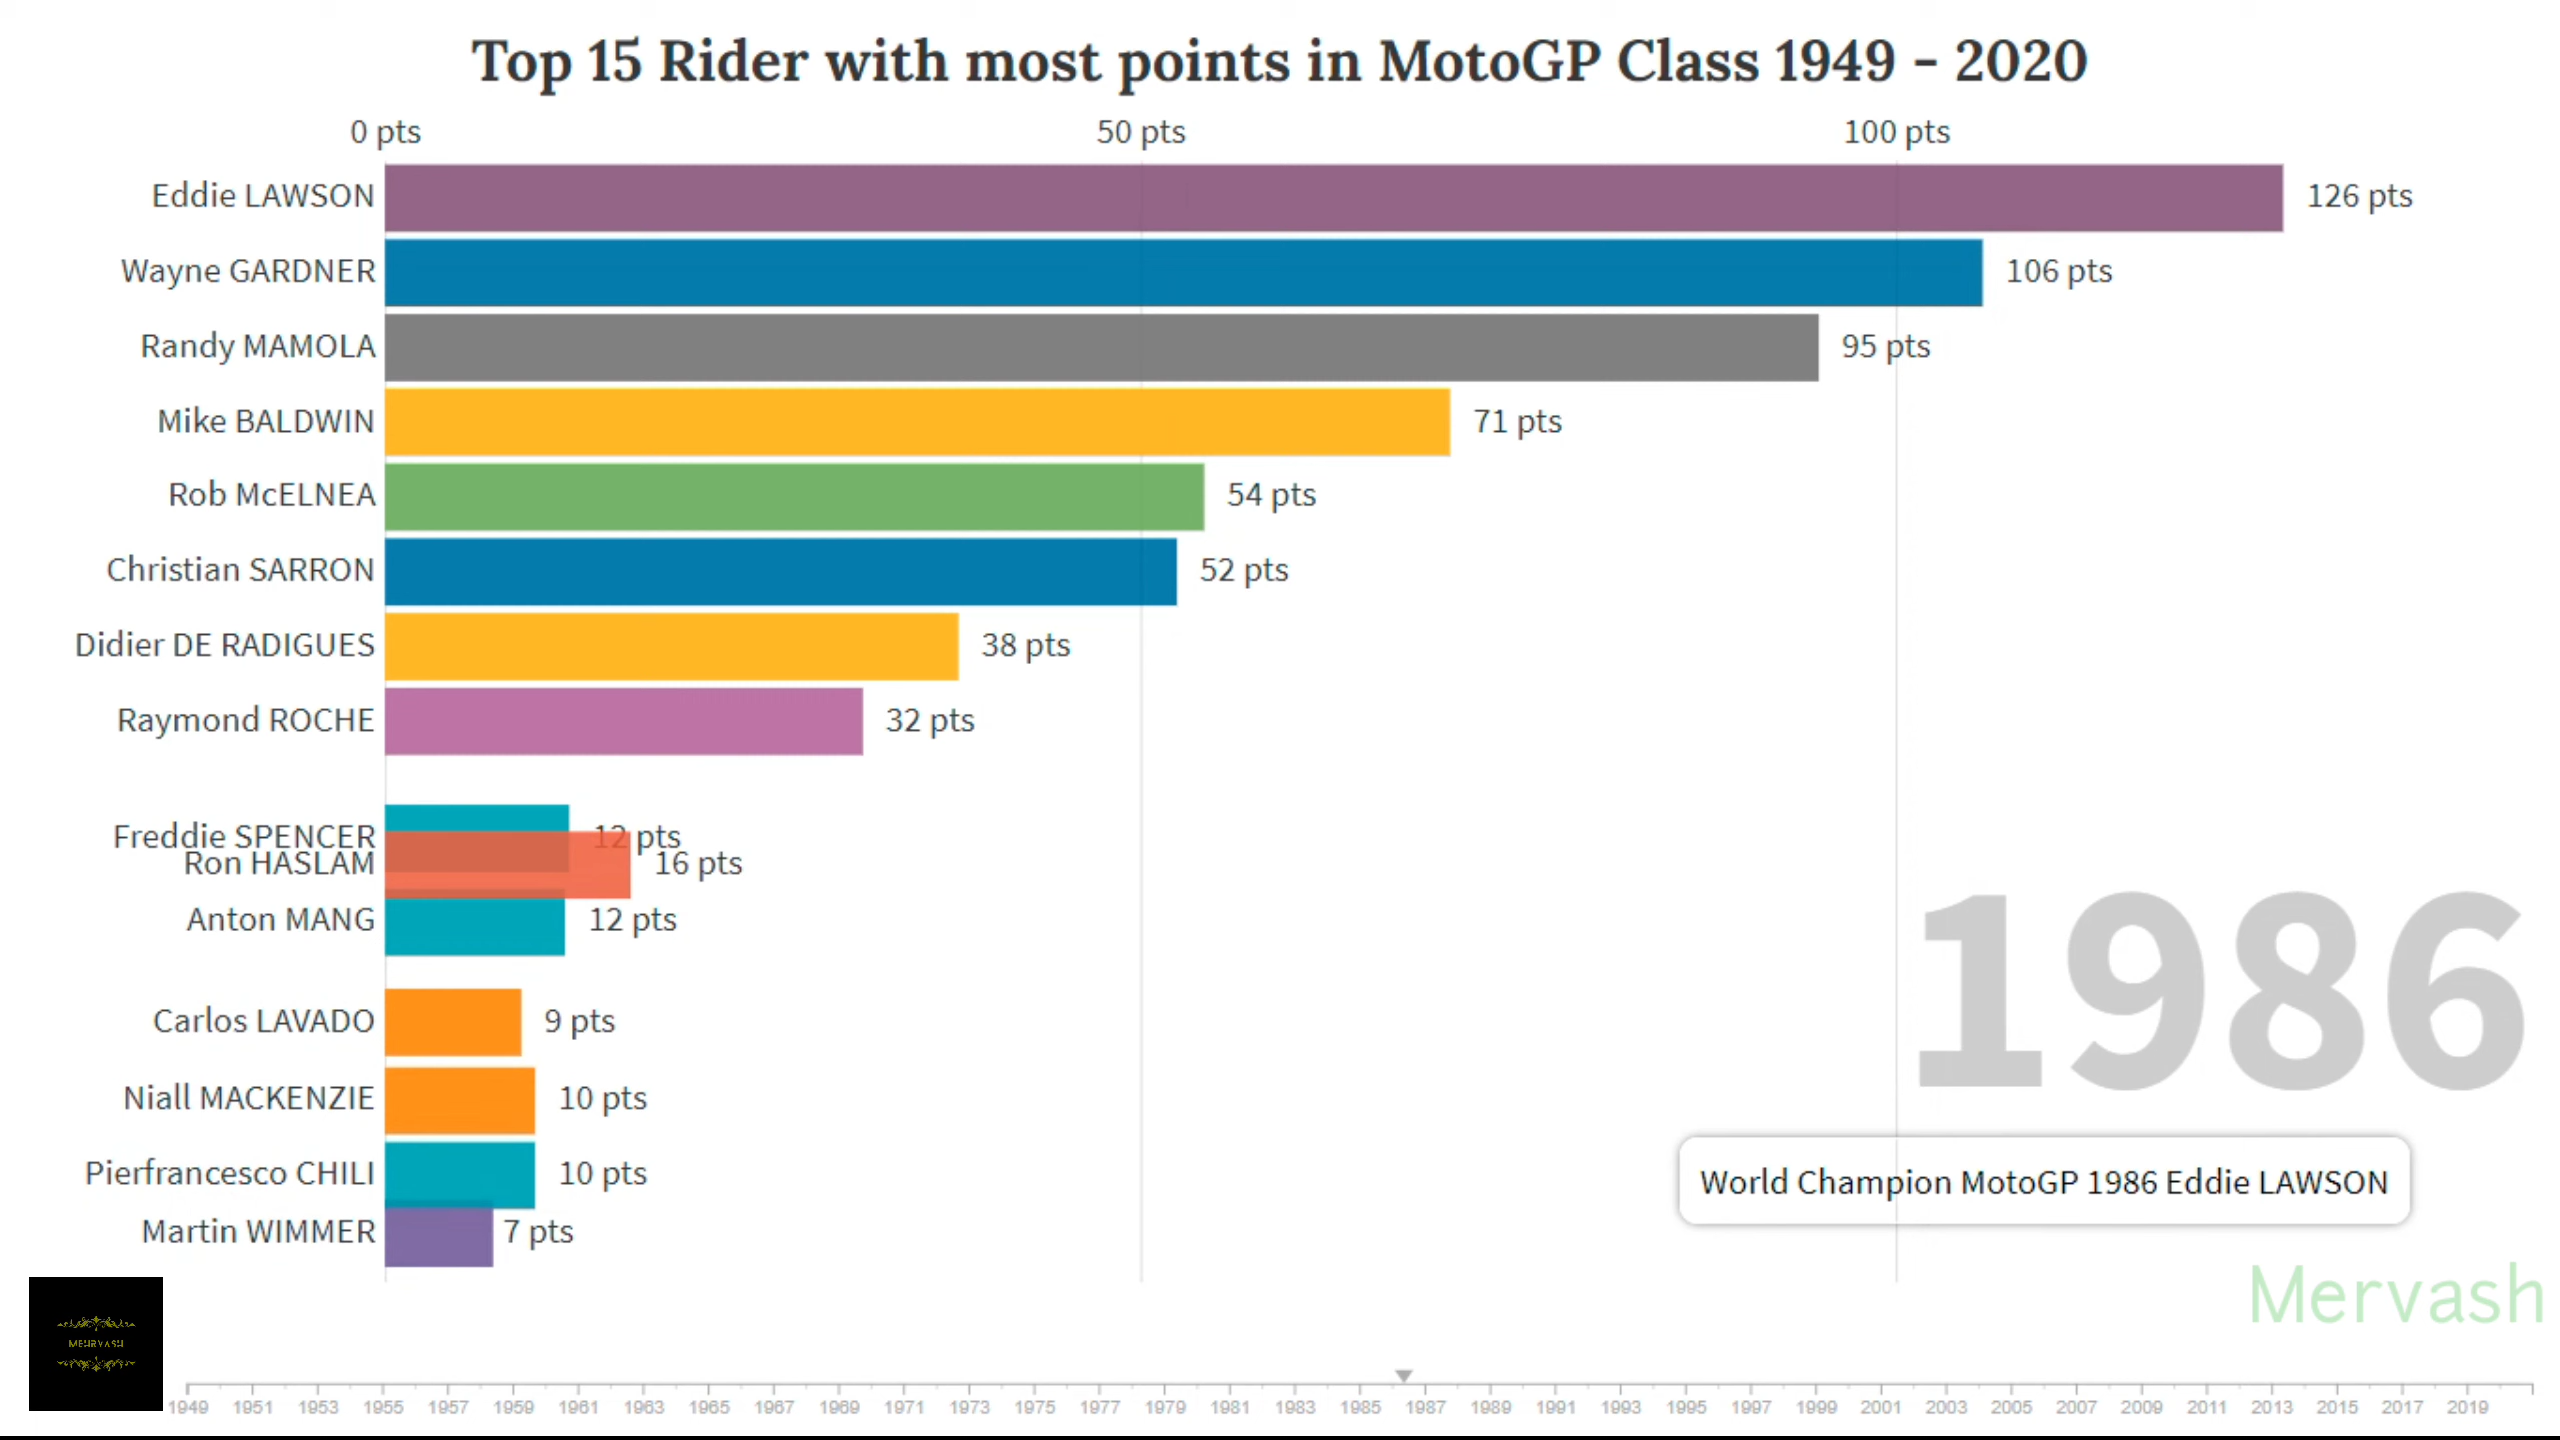 Top 15 Rider with most points in MotoGP Class 1949 - 2020
0 pts 50 pts 100 pts
Eddie LAWSON 126 pts
Wayne GARDNER 106 pts
Randy MAMOLA 95 pts
Mike BALDWIN 71 pts
Rob McELNEA 54 pts
Christian SARRON 52 pts
Didier DE RADIGUES 38 pts
Raymond ROCHE 32 pts
Freddie SPENCER 12 pts
Ron HASLAM 16 pts
Anton MANG 12 pts
Carlos LAVADO 9 pts
Niall MACKENZIE 10 pts
Pierfrancesco CHILI 10 pts
Martin WIMMER 7 pts
1986
World Champion MotoGP 1986 Eddie LAWSON
Mervash
MEHRVASH
1949 1951 1953 1955 1957 1959 1961 1963 1965 1967 1969 1971 1973 1975 1977 1979 1981 1983 1985 1987 1989 1991 1993 1995 1997 1999 2001 2003 2005 2007 2009 2011 2013 2015 2017 2019